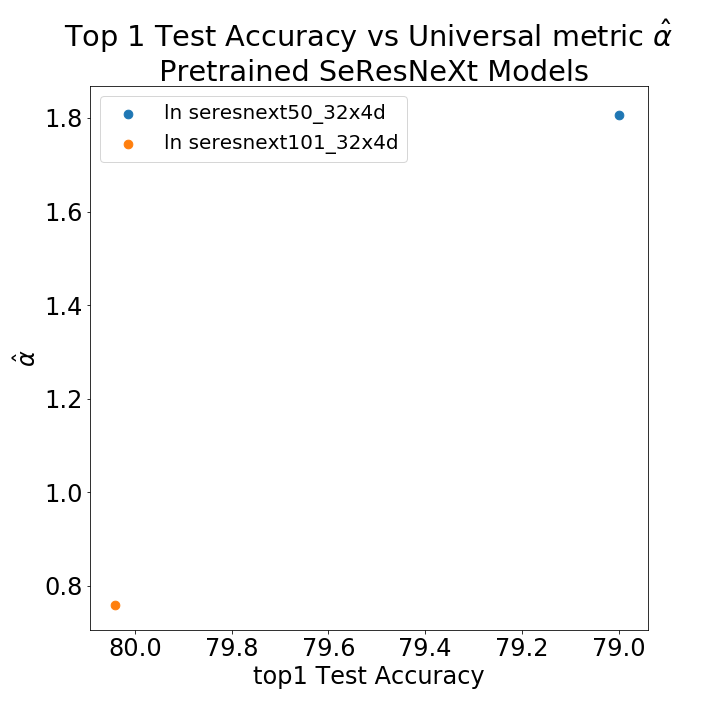 Top 1 Test Accuracy vs Universal metric α̂
Pretrained SeResNeXt Models
ln seresnext50_32x4d
ln seresnext101_32x4d
1.8
1.6
1.4
1.2
1.0
0.8
α̂
80.0 79.8 79.6 79.4 79.2 79.0
top1 Test Accuracy